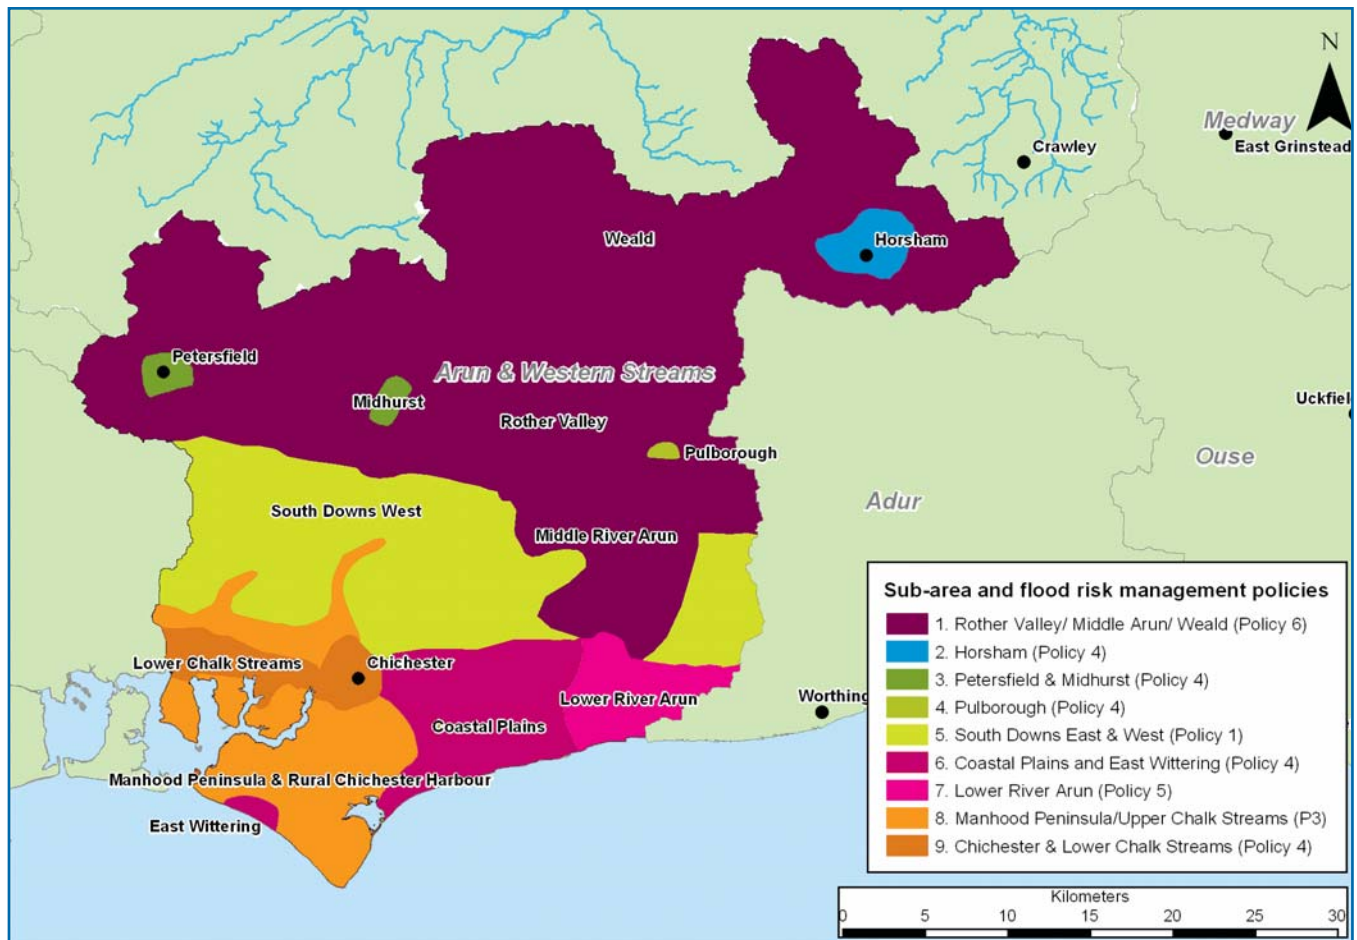 N
Medway
East Grinstead
Crawley
Weald
Horsham
Petersfield
Arun & Western Streams
Midhurst
Rother Valley
Uckfiel
Pulborough
Ouse
Adur
South Downs West
Middle River Arun
Lower Chalk Streams
Chichester
Lower River Arun
Worthing
Coastal Plains
Manhood Peninsula & Rural Chichester Harbour
East Wittering
Sub-area and flood risk management policies
1. Rother Valley/ Middle Arun/ Weald (Policy 6)
2. Horsham (Policy 4)
3. Petersfield & Midhurst (Policy 4)
4. Pulborough (Policy 4)
5. South Downs East & West (Policy 1)
6. Coastal Plains and East Wittering (Policy 4)
7. Lower River Arun (Policy 5)
8. Manhood Peninsula/Upper Chalk Streams (P3)
9. Chichester & Lower Chalk Streams (Policy 4)
Kilometers
0 5 10 15 20 25 30